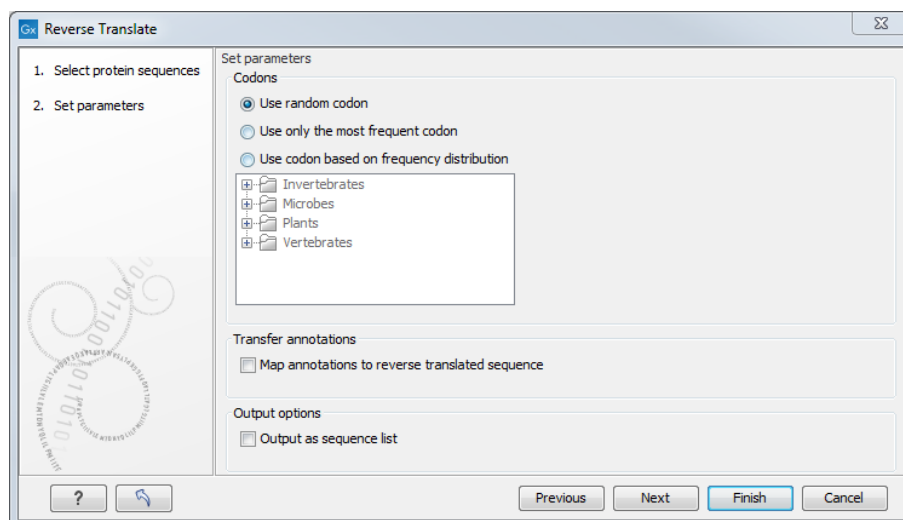 Gx Reverse Translate
1. Select protein sequences
2. Set parameters
Set parameters
Codons
Use random codon
Use only the most frequent codon
Use codon based on frequency distribution
Invertebrates
Microbes
Plants
Vertebrates
Transfer annotations
Map annotations to reverse translated sequence
Output options
Output as sequence list
?
Previous
Next
Finish
Cancel